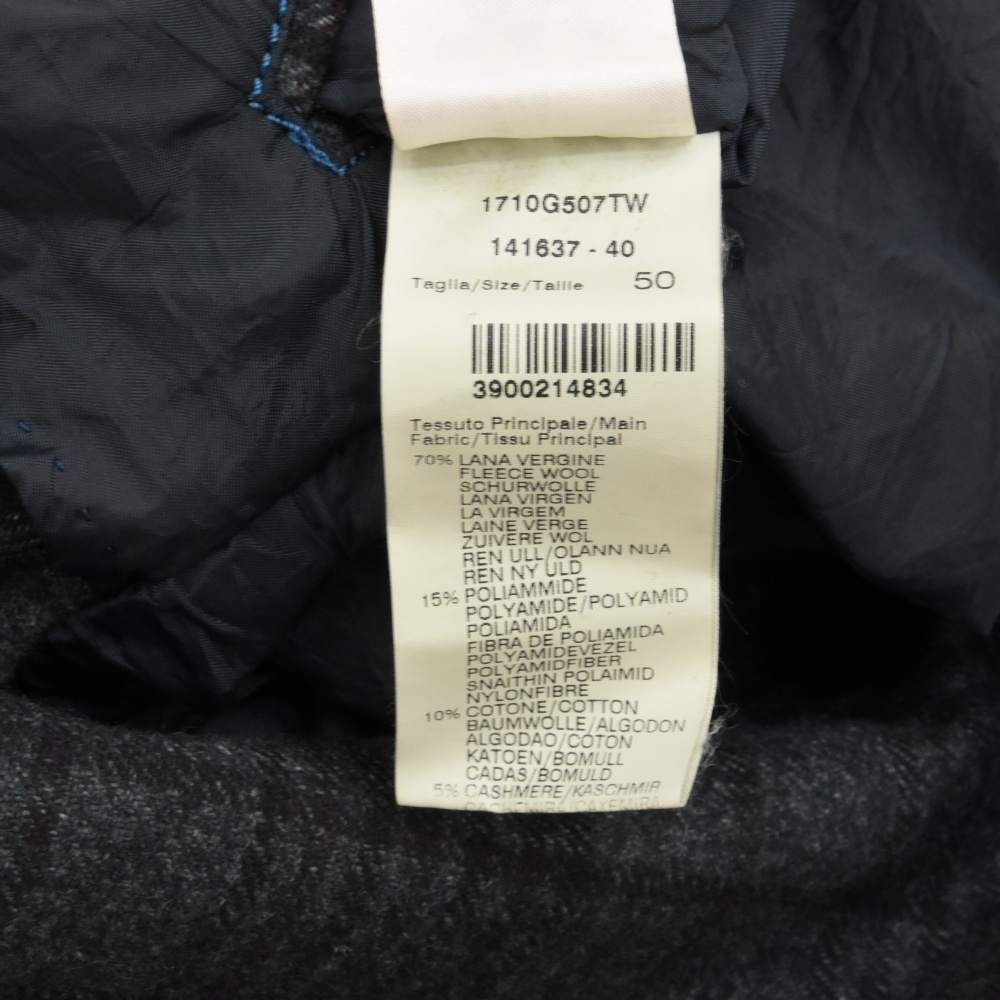 1710G507TW
141637 - 40
Taglia/Size/Taille 50
3900214834
Tessuto Principale/Main
Fabric/Tissu Principal
70% LANA VERGINE
FLEECE WOOL
SCHURWOLLE
LANA VIRGEN
LA VIRGEM
LAINE VERGE
ZUIVERE WOL
REN ULL/OLANN NUA
REN NY ULD
15% POLIAMMIDE
POLYAMIDE/POLYAMID
POLIAMIDA
FIBRA DE POLIAMIDA
POLYAMIDEVEZEL
POLYAMIDFIBER
SNAITHIN POLAIMID
NYLONFIBRE
10% COTONE/COTTON
BAUMWOLLE/ALGODON
ALGODAO/COTON
KATOEN/BOMULL
CADAS/BOMULD
5% CASHMERE/KASCHMIR
CACHEMIRA/CAXEMIRA